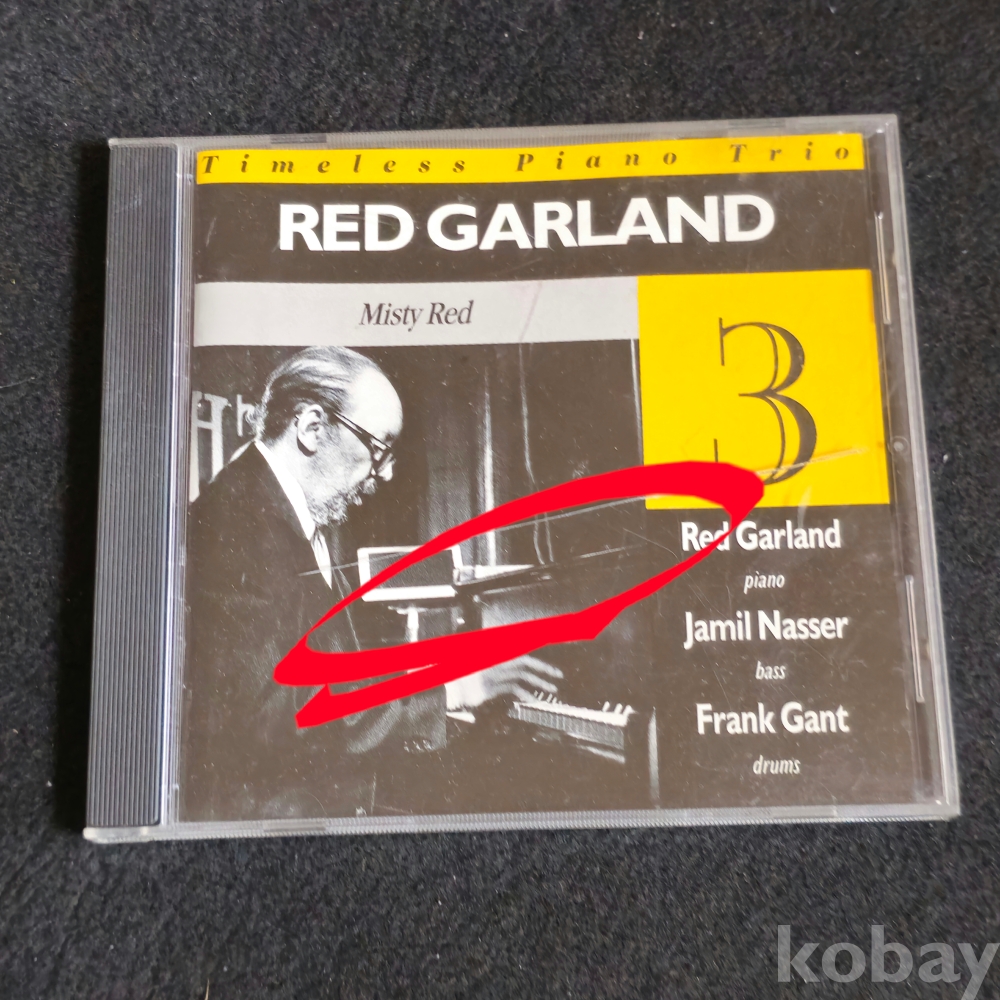 Timeless Piano Trio
RED GARLAND
Misty Red
3
Red Garland
piano
Jamil Nasser
bass
Frank Gant
drums
kobay